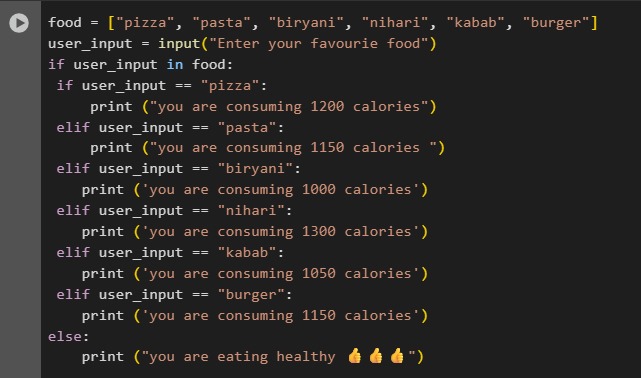 food = ["pizza", "pasta", "biryani", "nihari", "kabab", "burger"]
user_input = input("Enter your favourie food")
if user_input in food:
 if user_input == "pizza":
     print ("you are consuming 1200 calories")
 elif user_input == "pasta":
     print ("you are consuming 1150 calories ")
 elif user_input == "biryani":
    print ('you are consuming 1000 calories')
 elif user_input == "nihari":
    print ('you are consuming 1300 calories')
 elif user_input == "kabab":
    print ('you are consuming 1050 calories')
 elif user_input == "burger":
    print ('you are consuming 1150 calories')
else:
    print ("you are eating healthy 👍👍👍")